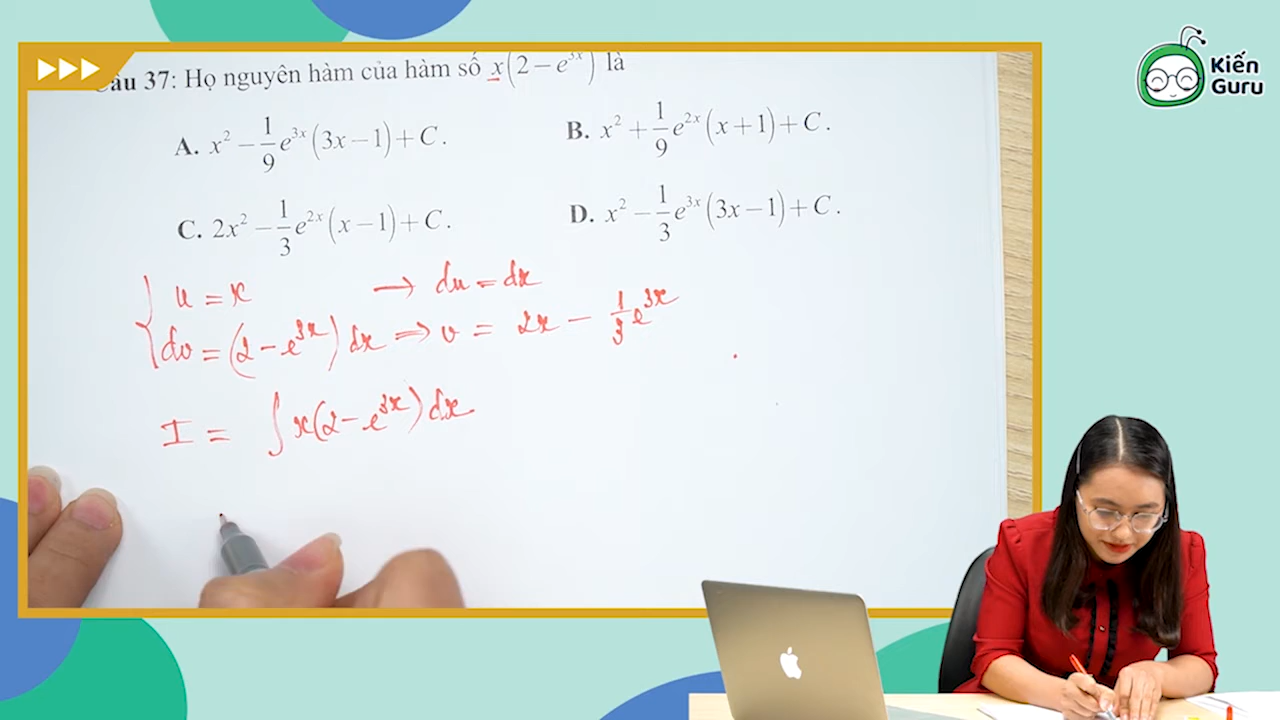 Câu 37: Họ nguyên hàm của hàm số x(2 − e^{3x}) là
A. x² − 1/9 e^{3x}(3x − 1) + C.
B. x² + 1/9 e^{2x}(x + 1) + C.
C. 2x² − 1/3 e^{2x}(x − 1) + C.
D. x² − 1/3 e^{3x}(3x − 1) + C.
{ u = x → du = dx
dv = (2 − e^{3x}) dx ⇒ v = 2x − 1/3 e^{3x}
I = ∫ x(2 − e^{3x}) dx
Kiến
Guru